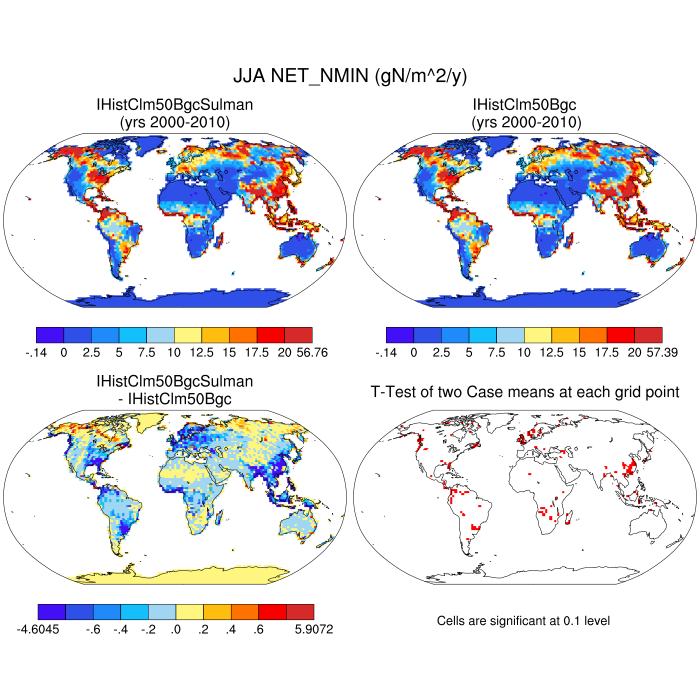 JJA NET_NMIN (gN/m^2/y)
IHistClm50BgcSulman
(yrs 2000-2010)
IHistClm50Bgc
(yrs 2000-2010)
-.14 0 2.5 5 7.5 10 12.5 15 17.5 20 56.76
-.14 0 2.5 5 7.5 10 12.5 15 17.5 20 57.39
IHistClm50BgcSulman
- IHistClm50Bgc
T-Test of two Case means at each grid point
-4.6045 -.6 -.4 -.2 .0 .2 .4 .6 5.9072
Cells are significant at 0.1 level